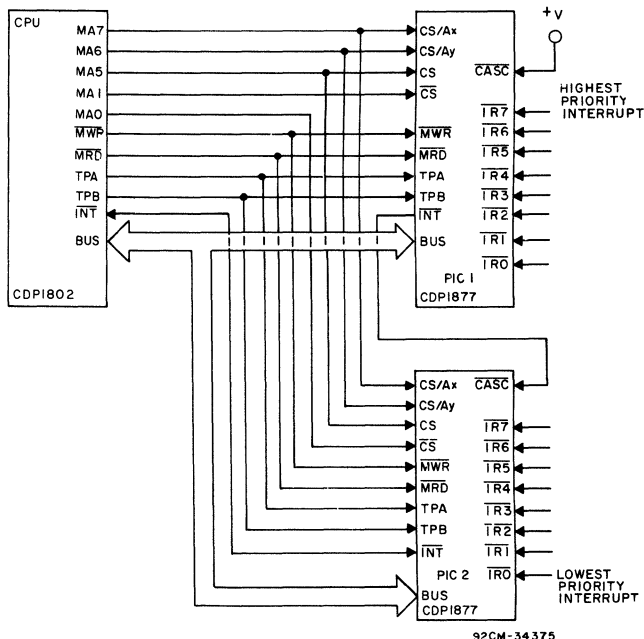 CPU
MA7
MA6
MA5
MA1
MA0
MWR
MRD
TPA
TPB
INT
BUS
CDP1802
CS/Ax
CS/Ay
CS
CS
MWR
MRD
TPA
TPB
INT
BUS
PIC 1
CDP1877
CASC
IR7
IR6
IR5
IR4
IR3
IR2
IR1
IR0
+V
HIGHEST
PRIORITY
INTERRUPT
CS/Ax
CS/Ay
CS
CS
MWR
MRD
TPA
TPB
INT
BUS
PIC 2
CDP1877
CASC
IR7
IR6
IR5
IR4
IR3
IR2
IR1
IR0
LOWEST
PRIORITY
INTERRUPT
92CM-34375